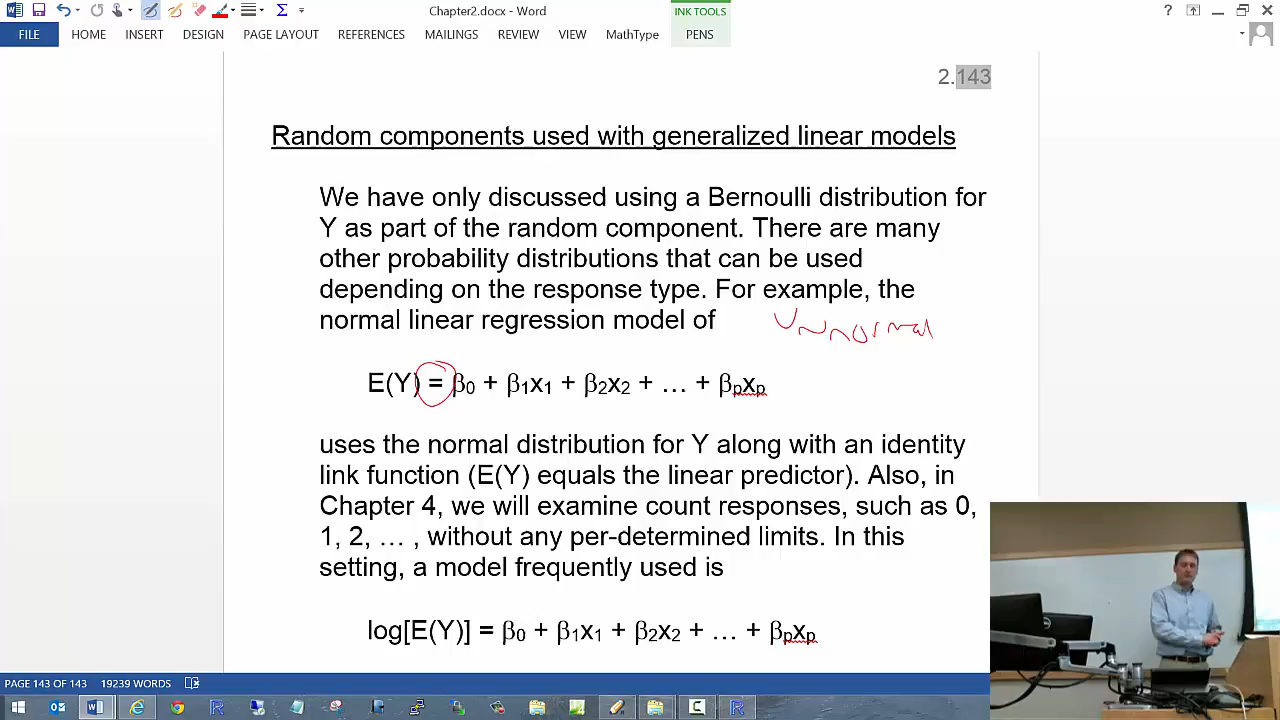 Chapter2.docx - Word
INK TOOLS
FILE HOME INSERT DESIGN PAGE LAYOUT REFERENCES MAILINGS REVIEW VIEW MathType PENS
2.143
Random components used with generalized linear models
We have only discussed using a Bernoulli distribution for
Y as part of the random component. There are many
other probability distributions that can be used
depending on the response type. For example, the
normal linear regression model of
Y~normal
E(Y) = β0 + β1x1 + β2x2 + … + βpxp
uses the normal distribution for Y along with an identity
link function (E(Y) equals the linear predictor). Also, in
Chapter 4, we will examine count responses, such as 0,
1, 2, … , without any per-determined limits. In this
setting, a model frequently used is
log[E(Y)] = β0 + β1x1 + β2x2 + … + βpxp
PAGE 143 OF 143 19239 WORDS